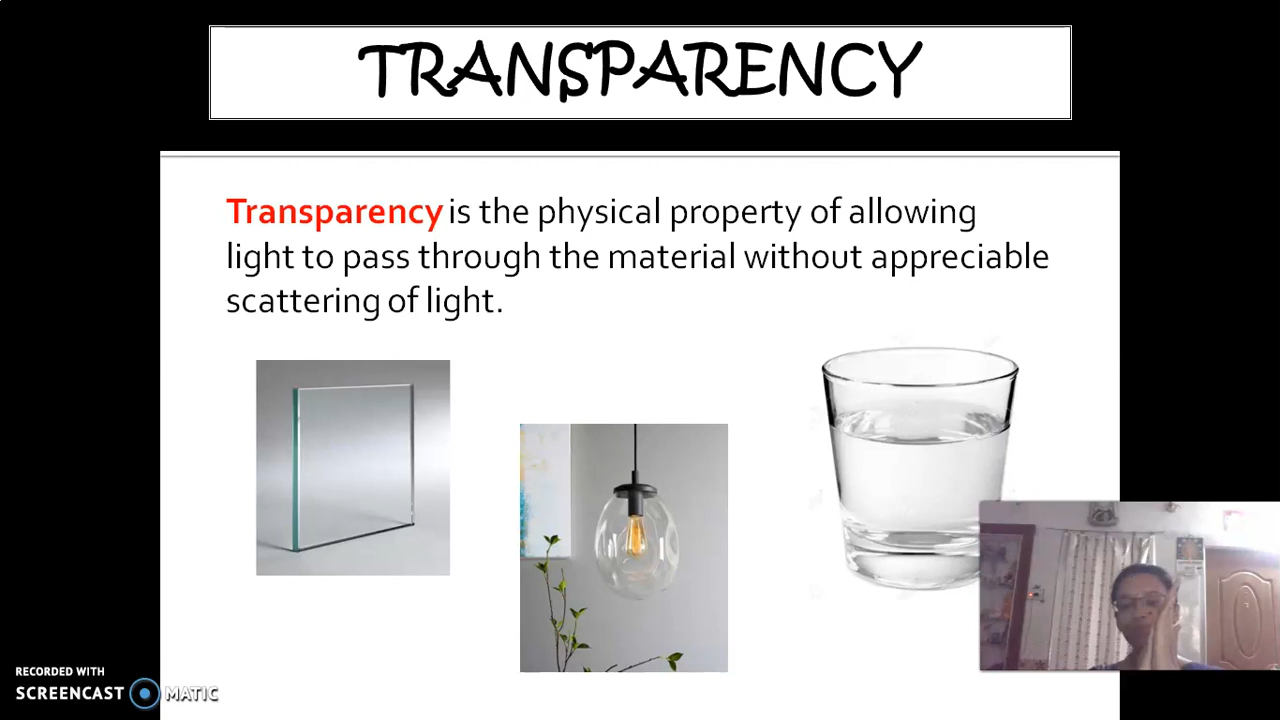 TRANSPARENCY
Transparency is the physical property of allowing
light to pass through the material without appreciable
scattering of light.
RECORDED WITH
SCREENCAST MATIC